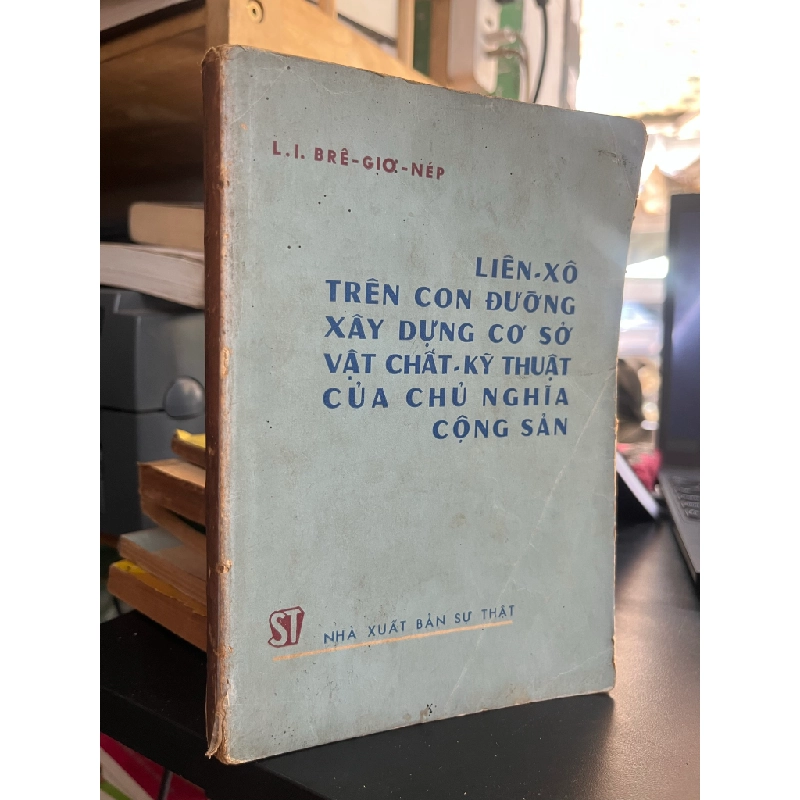 L.I. BRÊ-GIƠ-NÉP
LIÊN-XÔ
TRÊN CON ĐƯỜNG
XÂY DỰNG CƠ SỞ
VẬT CHẤT-KỸ THUẬT
CỦA CHỦ NGHĨA
CỘNG SẢN
ST NHÀ XUẤT BẢN SỰ THẬT